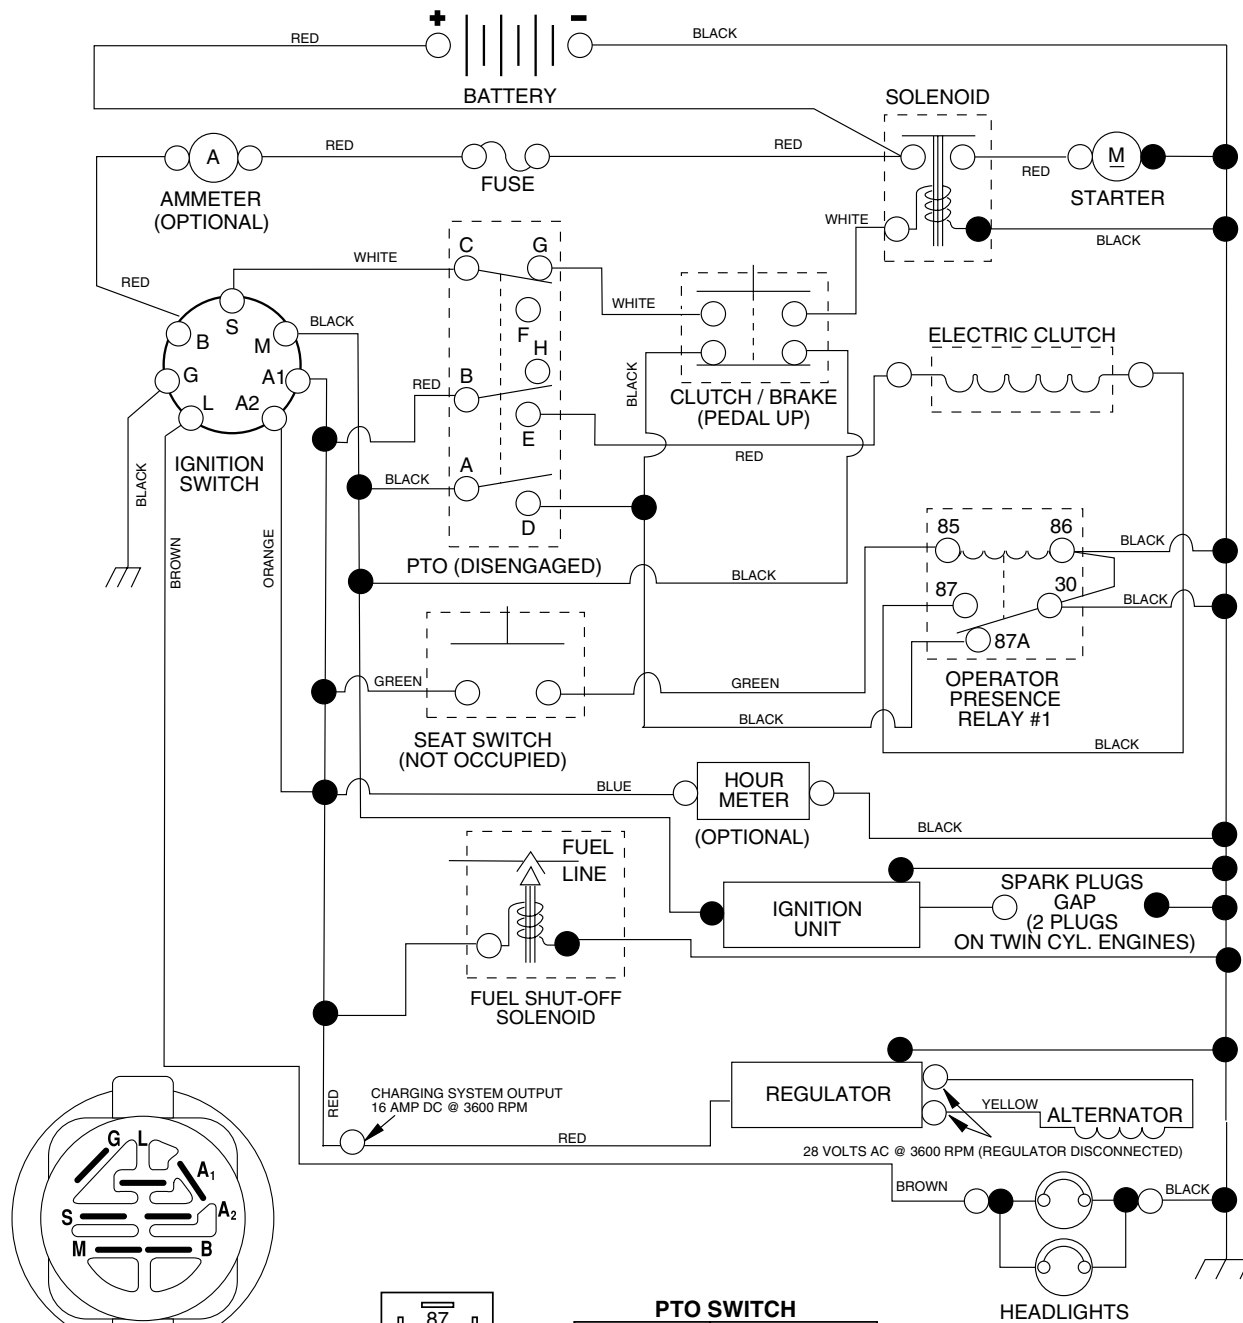 + -
RED
BLACK
BATTERY
SOLENOID
A
RED
RED
RED
M
AMMETER
(OPTIONAL)
FUSE
STARTER
WHITE
BLACK
C
G
WHITE
RED
S
BLACK
F
WHITE
B
M
H
ELECTRIC CLUTCH
G
A1
RED
B
BLACK
L
A2
CLUTCH / BRAKE
(PEDAL UP)
E
RED
IGNITION
SWITCH
A
BLACK
BLACK
D
85
86
BLACK
BROWN
ORANGE
PTO (DISENGAGED)
BLACK
87
30
BLACK
87A
GREEN
GREEN
OPERATOR
PRESENCE
RELAY #1
BLACK
SEAT SWITCH
(NOT OCCUPIED)
BLACK
BLUE
HOUR
METER
(OPTIONAL)
BLACK
FUEL
LINE
IGNITION
UNIT
SPARK PLUGS
GAP
(2 PLUGS
ON TWIN CYL. ENGINES)
FUEL SHUT-OFF
SOLENOID
RED
CHARGING SYSTEM OUTPUT
16 AMP DC @ 3600 RPM
REGULATOR
YELLOW
ALTERNATOR
RED
28 VOLTS AC @ 3600 RPM (REGULATOR DISCONNECTED)
G L
A1
BROWN
BLACK
S
A2
M
B
HEADLIGHTS
87
PTO SWITCH